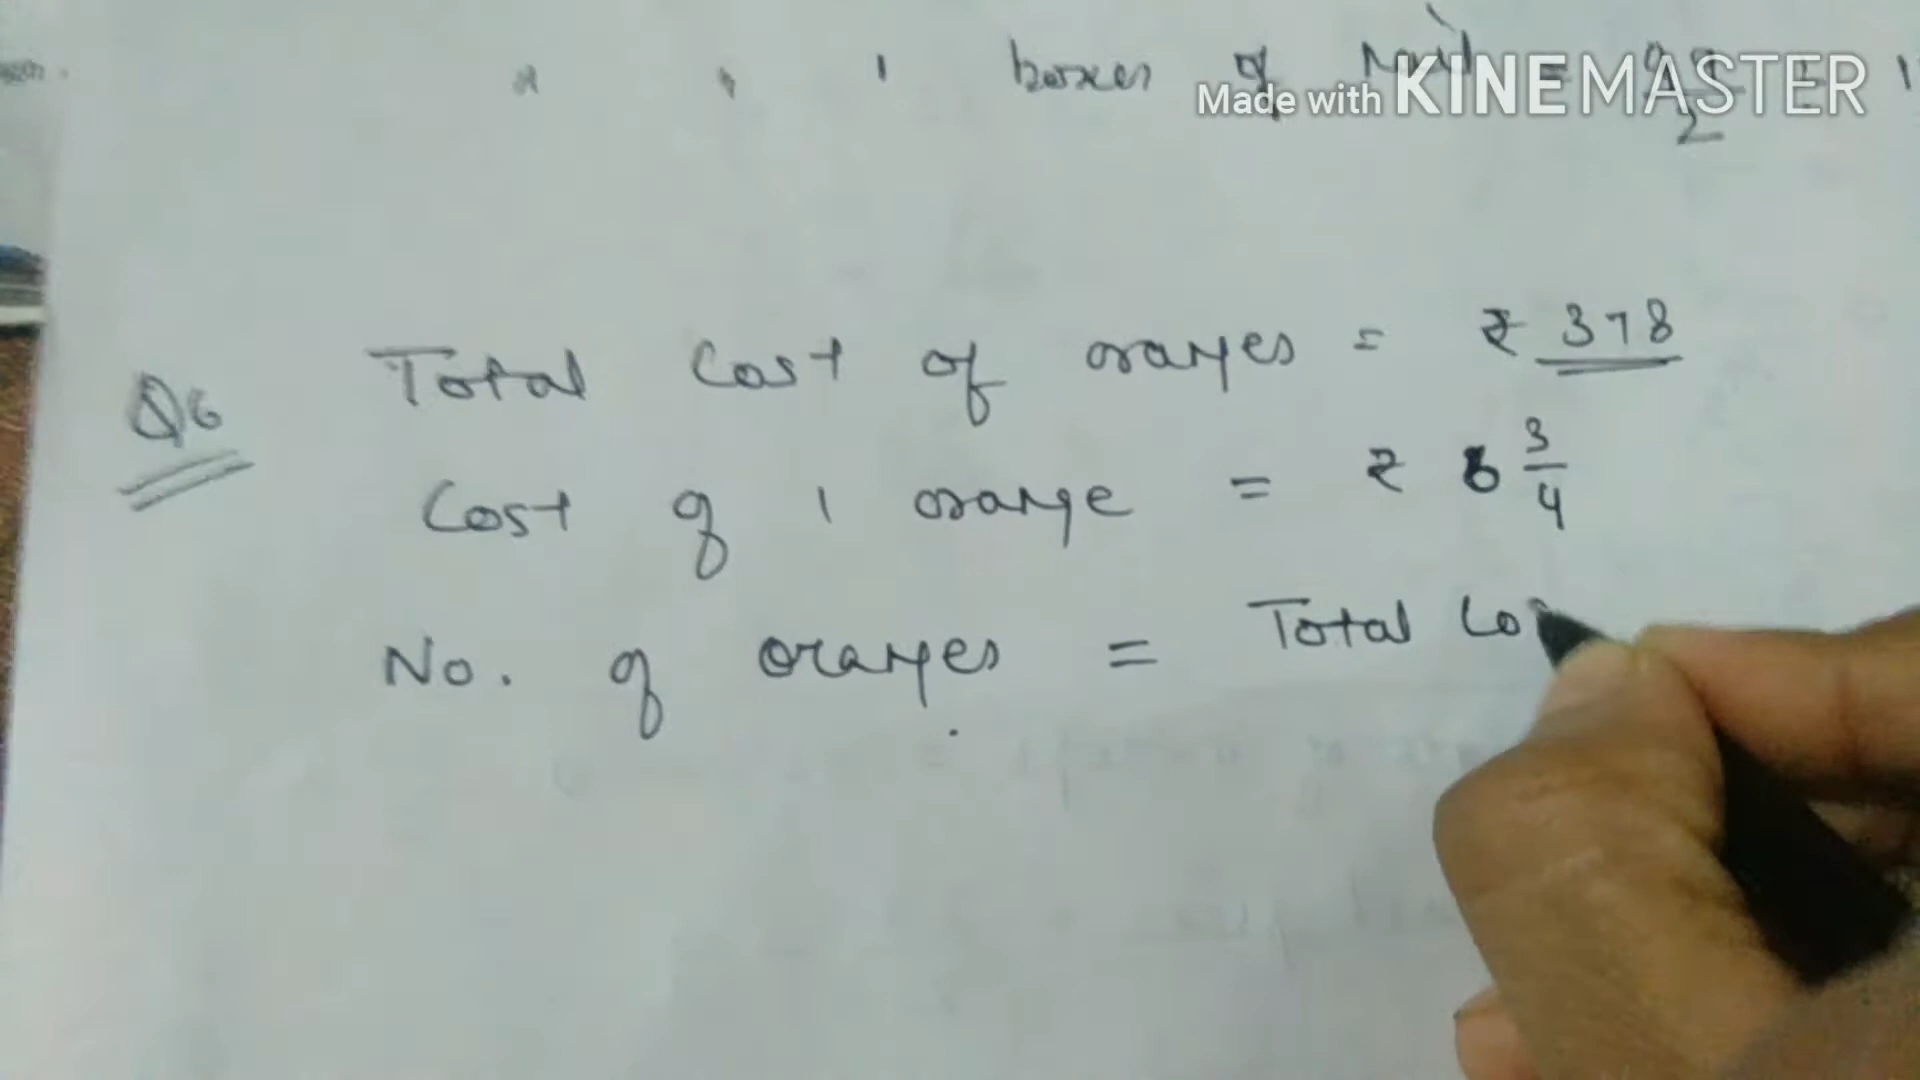 boxes of
Made with KINEMASTER
2
Q6 Total Cost of oranges = ₹ 378
Cost of 1 orange = ₹ 6 3/4
No. of oranges = Total Co